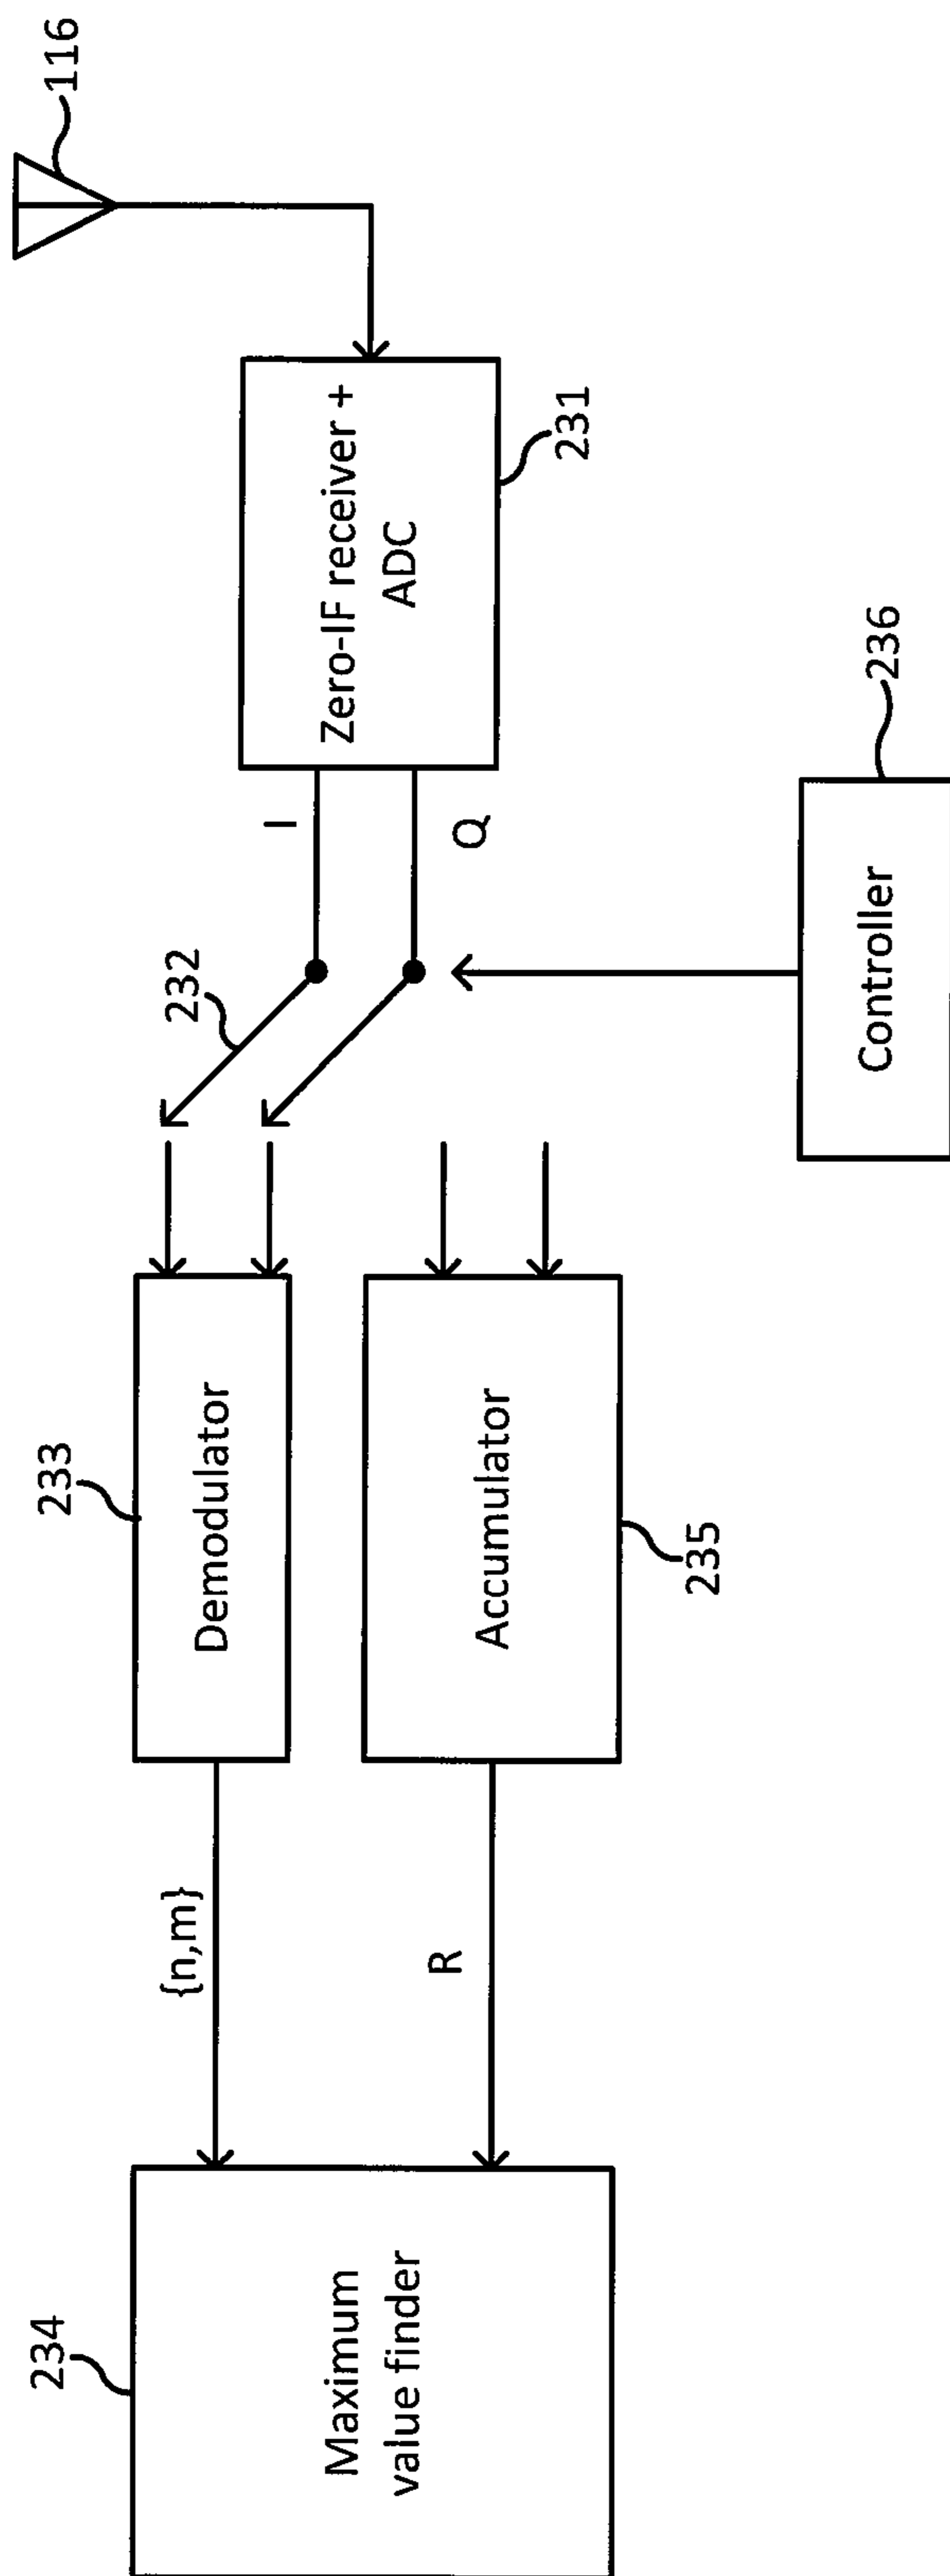 116
Zero-IF receiver +
ADC
231
I
Q
232
Controller
236
Demodulator
233
Accumulator
235
{n,m}
R
Maximum
value finder
234